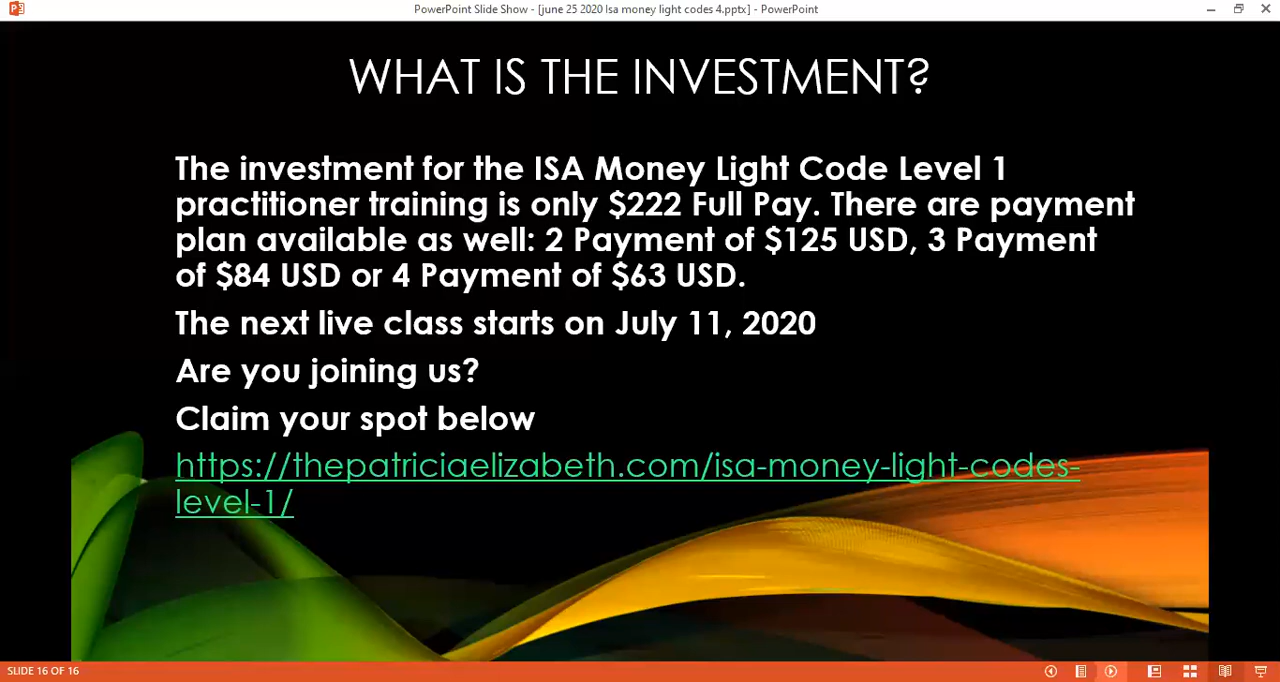 PowerPoint Slide Show - [june 25 2020 Isa money light codes 4.pptx] - PowerPoint
WHAT IS THE INVESTMENT?
The investment for the ISA Money Light Code Level 1
practitioner training is only $222 Full Pay. There are payment
plan available as well: 2 Payment of $125 USD, 3 Payment
of $84 USD or 4 Payment of $63 USD.
The next live class starts on July 11, 2020
Are you joining us?
Claim your spot below
https://thepatriciaelizabeth.com/isa-money-light-codes-
level-1/
SLIDE 16 OF 16